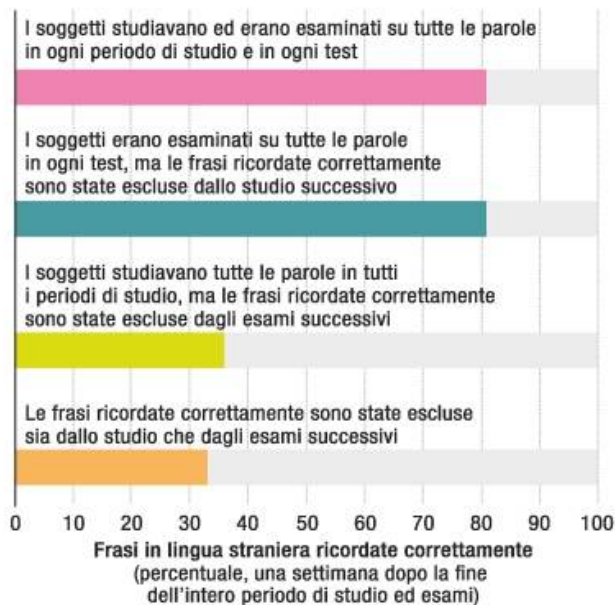 I soggetti studiavano ed erano esaminati su tutte le parole
in ogni periodo di studio e in ogni test
I soggetti erano esaminati su tutte le parole
in ogni test, ma le frasi ricordate correttamente
sono state escluse dallo studio successivo
I soggetti studiavano tutte le parole in tutti
i periodi di studio, ma le frasi ricordate correttamente
sono state escluse dagli esami successivi
Le frasi ricordate correttamente sono state escluse
sia dallo studio che dagli esami successivi
0 10 20 30 40 50 60 70 80 90 100
Frasi in lingua straniera ricordate correttamente
(percentuale, una settimana dopo la fine
dell'intero periodo di studio ed esami)